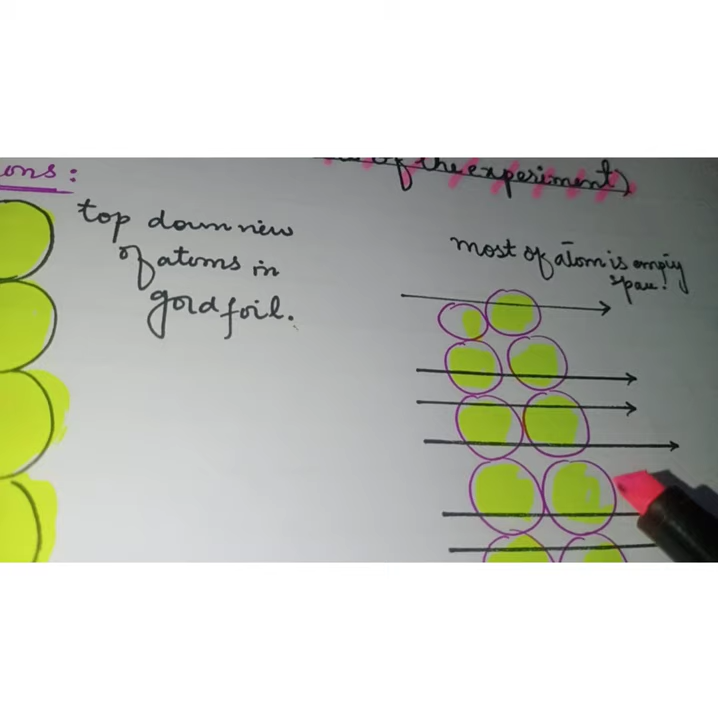 ons:
of the experiment)
top down view
of atoms in
gold foil.
most of atom is empty
space!